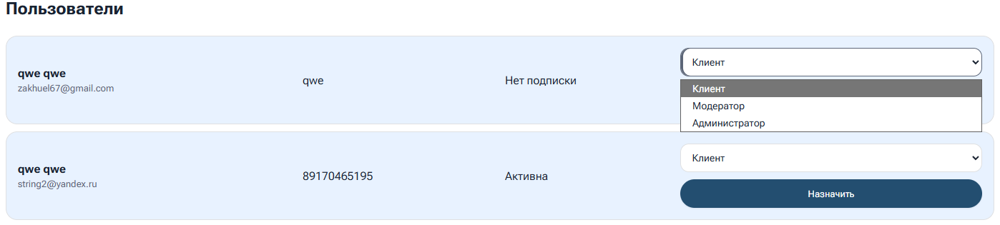 Пользователи
qwe qwe
zakhuel67@gmail.com
qwe
Нет подписки
Клиент
Клиент
Модератор
Администратор
qwe qwe
string2@yandex.ru
89170465195
Активна
Клиент
Назначить